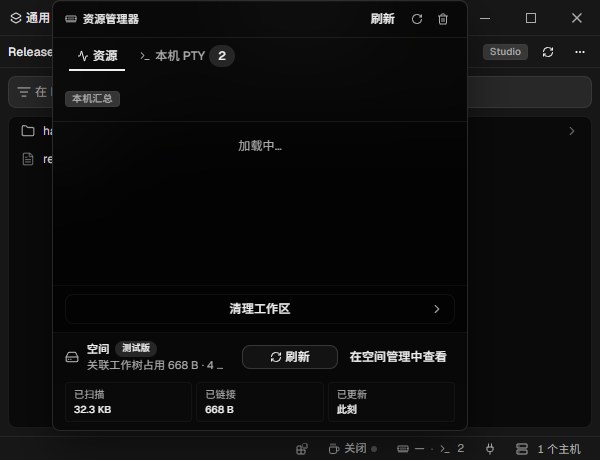 通用
资源管理器
刷新
Release
资源
本机 PTY
2
Studio
在
本机汇总
加载中...
清理工作区
空间
测试版
关联工作树占用 668 B · 4 ...
刷新
在空间管理中查看
已扫描
32.3 KB
已链接
668 B
已更新
此刻
关闭
— ·
2
1 个主机